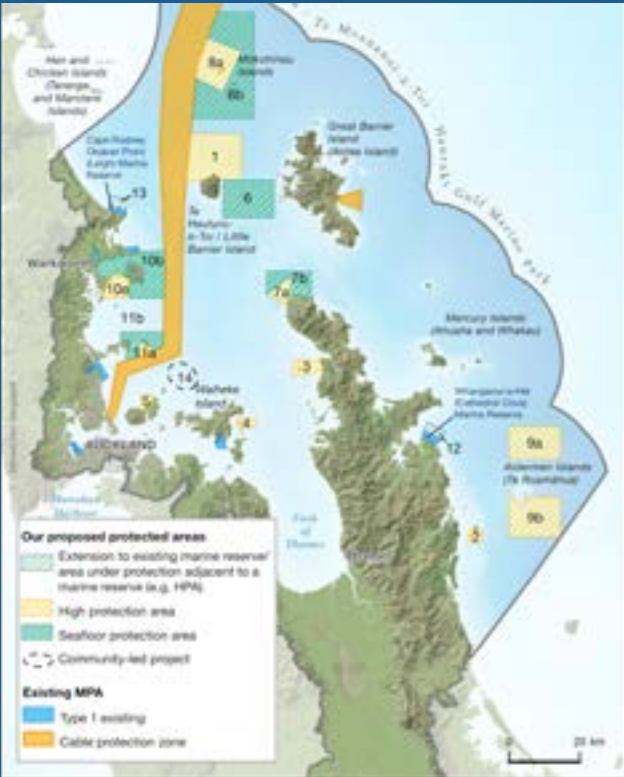 Hen and
Chicken Islands
(Taranga
and Marotere
Islands)
8a
Mokohinau
Islands
8b
Te Moananui-ā-Toi / Hauraki Gulf Marine Park
Cape Rodney
Okakari Point
(Leigh) Marine
Reserve
13
1
Great Barrier
Island
(Aotea Island)
6
Te
Hauturu-
o-Toi / Little
Barrier Island
Warkworth
10b
10a
7b
7a
11b
11a
Mercury Islands
(Ahuahu and Whakau)
14
Waiheke
Island
3
5
4
Whanganui-a-Hei
(Cathedral Cove)
Marine Reserve
12
AUCKLAND
9a
Aldermen Islands
(Te Ruamāhua)
9b
2
Manukau
Harbour
Firth
of
Thames
Our proposed protected areas
Extension to existing marine reserve/
area under protection adjacent to a
marine reserve (e.g. HPA)
High protection area
Seafloor protection area
Community-led project
Existing MPA
Type 1 existing
Cable protection zone
0
20 km